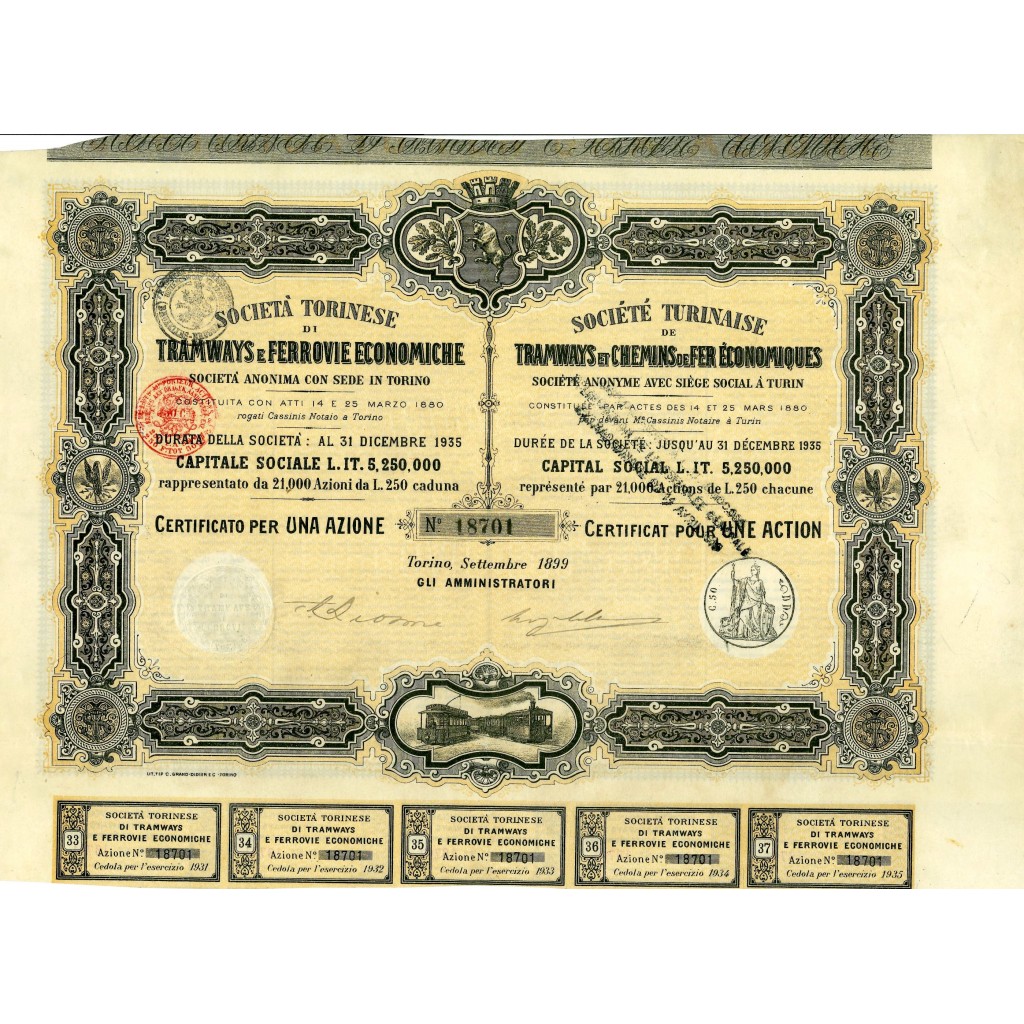 SOCIETÀ TORINESE
DI
TRAMWAYS E FERROVIE ECONOMICHE
SOCIETÀ ANONIMA CON SEDE IN TORINO
COSTITUITA CON ATTI 14 E 25 MARZO 1880
rogati Cassinis Notaio a Torino
DURATA DELLA SOCIETÀ: AL 31 DICEMBRE 1935
CAPITALE SOCIALE L. IT. 5,250,000
rappresentato da 21,000 Azioni da L. 250 caduna
CERTIFICATO PER UNA AZIONE
SOCIÉTÉ TURINAISE
DE
TRAMWAYS ET CHEMINS DE FER ÉCONOMIQUES
SOCIÉTÉ ANONYME AVEC SIÈGE SOCIAL À TURIN
CONSTITUÉE PAR ACTES DES 14 ET 25 MARS 1880
par devant Mᵉ Cassinis Notaire à Turin
DURÉE DE LA SOCIÉTÉ: JUSQU'AU 31 DÉCEMBRE 1935
CAPITAL SOCIAL L. IT. 5,250,000
représénté par 21,000 Actions de L. 250 chacune
CERTIFICAT POUR UNE ACTION
Nº 18701
Torino, Settembre 1899
GLI AMMINISTRATORI
C. 50
LIT. TIP. C. GRAND-DIDIER E C. - TORINO
33
SOCIETÀ TORINESE
DI TRAMWAYS
E FERROVIE ECONOMICHE
Azione Nº 18701
Cedola per l'esercizio 1931
34
SOCIETÀ TORINESE
DI TRAMWAYS
E FERROVIE ECONOMICHE
Azione Nº 18701
Cedola per l'esercizio 1932
35
SOCIETÀ TORINESE
DI TRAMWAYS
E FERROVIE ECONOMICHE
Azione Nº 18701
Cedola per l'esercizio 1933
36
SOCIETÀ TORINESE
DI TRAMWAYS
E FERROVIE ECONOMICHE
Azione Nº 18701
Cedola per l'esercizio 1934
37
SOCIETÀ TORINESE
DI TRAMWAYS
E FERROVIE ECONOMICHE
Azione Nº 18701
Cedola per l'esercizio 1935